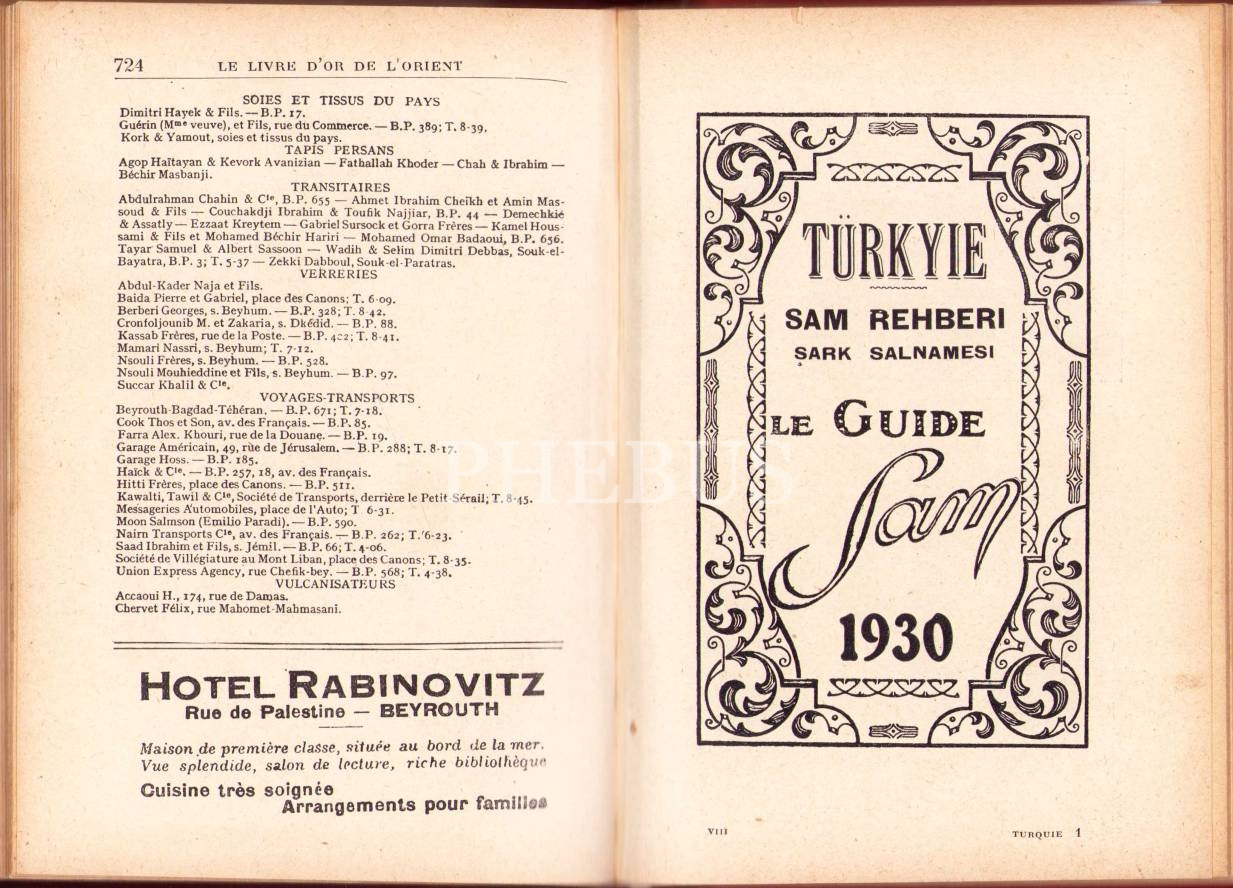 724 LE LIVRE D'OR DE L'ORIENT
SOIES ET TISSUS DU PAYS
Dimitri Hayek & Fils. — B.P. 17.
Guérin (Mme veuve), et Fils, rue du Commerce. — B.P. 389; T. 8-39.
Kork & Yamout, soies et tissus du pays.
TAPIS PERSANS
Agop Haïtayan & Kevork Avanizian — Fathallah Khoder — Chah & Ibrahim —
Béchir Masbanji.
TRANSITAIRES
Abdulrahman Chahin & Cie, B.P. 655 — Ahmet Ibrahim Cheïkh et Amin Mas-
soud & Fils — Couchakdji Ibrahim & Toufik Najjiar, B.P. 44 — Demechkié
& Assatly — Ezzaat Kreytem — Gabriel Sursock et Gorra Frères — Kamel Hous-
sami & Fils et Mohamed Béchir Hariri — Mohamed Omar Badaoui, B.P. 656.
Tayar Samuel & Albert Sassoon — Wadih & Selim Dimitri Debbas, Souk-el-
Bayatra, B.P. 3; T. 5-37 — Zekki Dabboul, Souk-el-Paratras.
VERRERIES
Abdul-Kader Naja et Fils.
Baida Pierre et Gabriel, place des Canons; T. 6-09.
Berberi Georges, s. Beyhum. — B.P. 328; T. 8-42.
Cronfoljounib M. et Zakaria, s. Dkédid. — B.P. 88.
Kassab Frères, rue de la Poste. — B.P. 422; T. 8-41.
Mamari Nassri, s. Beyhum; T. 7-12.
Nsouli Frères, s. Beyhum. — B.P. 528.
Nsouli Mouhieddine et Fils, s. Beyhum. — B.P. 97.
Succar Khalil & Cie.
VOYAGES-TRANSPORTS
Beyrouth-Bagdad-Téhéran. — B.P. 671; T. 7-18.
Cook Thos et Son, av. des Français. — B.P. 85.
Farra Alex. Khouri, rue de la Douane. — B.P. 19.
Garage Américain, 49, rue de Jérusalem. — B.P. 288; T. 8-17.
Garage Hoss. — B.P. 185.
Haïck & Cie. — B.P. 257, 18, av. des Français.
Hitti Frères, place des Canons. — B.P. 511.
Kawalti, Tawil & Cie, Société de Transports, derrière le Petit Sérail; T. 8-45.
Messageries Automobiles, place de l'Auto; T. 6-31.
Moon Salmson (Emilio Paradi). — B.P. 590.
Nairn Transports Cie, av. des Français. — B.P. 262; T. 6-23.
Saad Ibrahim et Fils, s. Jémil. — B.P. 66; T. 4-06.
Société de Villégiature au Mont Liban, place des Canons; T. 8-35.
Union Express Agency, rue Chefik-bey. — B.P. 568; T. 4-38.
VULCANISATEURS
Accaoui H., 174, rue de Damas.
Chervet Félix, rue Mahomet-Mahmasani.
HOTEL RABINOVITZ
Rue de Palestine — BEYROUTH
Maison de première classe, située au bord de la mer.
Vue splendide, salon de lecture, riche bibliothèque
Cuisine très soignée
Arrangements pour familles
PHEBUS
TÜRKYIE
SAM REHBERI
SARK SALNAMESI
LE GUIDE
Sam
1930
VIII TURQUIE 1